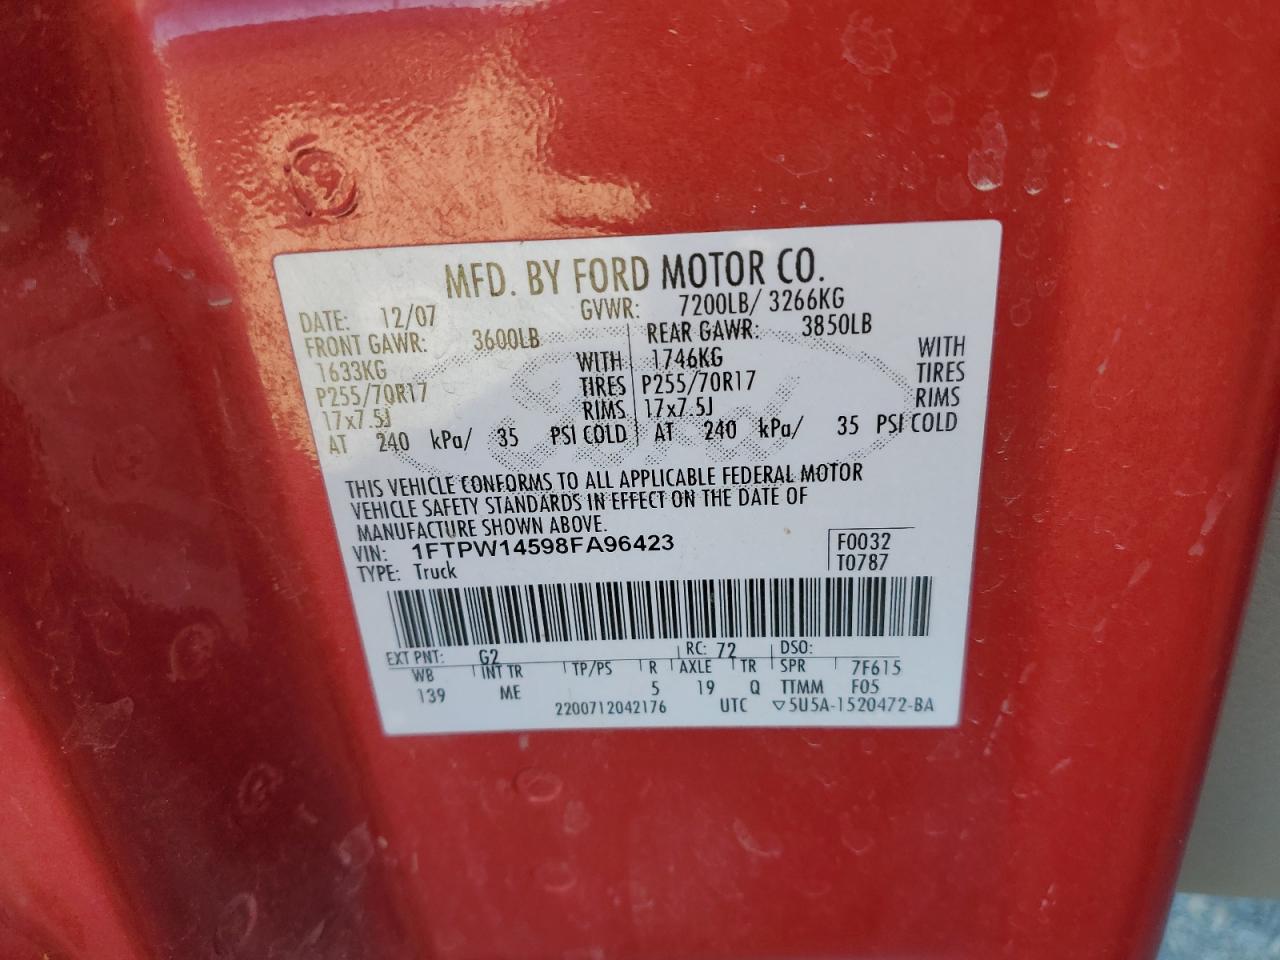 MFD. BY FORD MOTOR CO.
DATE: 12/07 GVWR: 7200LB/ 3266KG
FRONT GAWR: 3600LB REAR GAWR: 3850LB
1633KG WITH 1746KG WITH
P255/70R17 TIRES P255/70R17 TIRES
17x7.5J RIMS 17x7.5J RIMS
AT 240 kPa/ 35 PSI COLD AT 240 kPa/ 35 PSI COLD
THIS VEHICLE CONFORMS TO ALL APPLICABLE FEDERAL MOTOR
VEHICLE SAFETY STANDARDS IN EFFECT ON THE DATE OF
MANUFACTURE SHOWN ABOVE.
VIN: 1FTPW14598FA96423 F0032
TYPE: Truck T0787
EXT PNT: G2 RC: 72 DSO:
WB INT TR TP/PS R AXLE TR SPR 7F615
139 ME 5 19 Q TTMM F05
2200712042176 UTC ▽5U5A-1520472-BA